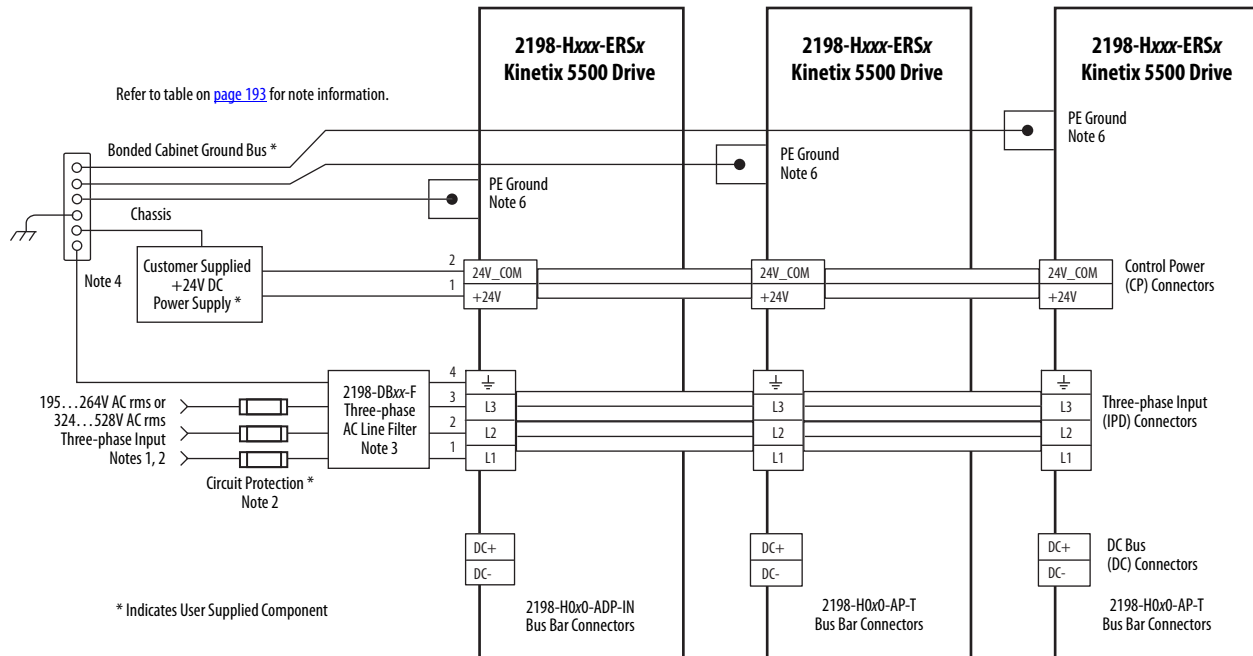 2198-Hxxx-ERSx
Kinetix 5500 Drive
2198-Hxxx-ERSx
Kinetix 5500 Drive
2198-Hxxx-ERSx
Kinetix 5500 Drive
Refer to table on page 193 for note information.
Bonded Cabinet Ground Bus *
PE Ground
Note 6
PE Ground
Note 6
PE Ground
Note 6
Chassis
Note 4
Customer Supplied
+24V DC
Power Supply *
2
1
24V_COM
+24V
24V_COM
+24V
24V_COM
+24V
Control Power
(CP) Connectors
195…264V AC rms or
324…528V AC rms
Three-phase Input
Notes 1, 2
Circuit Protection *
Note 2
2198-DBxx-F
Three-phase
AC Line Filter
Note 3
4
3
2
1
L3
L2
L1
L3
L2
L1
L3
L2
L1
Three-phase Input
(IPD) Connectors
DC+
DC-
DC+
DC-
DC+
DC-
DC Bus
(DC) Connectors
* Indicates User Supplied Component
2198-H0x0-ADP-IN
Bus Bar Connectors
2198-H0x0-AP-T
Bus Bar Connectors
2198-H0x0-AP-T
Bus Bar Connectors